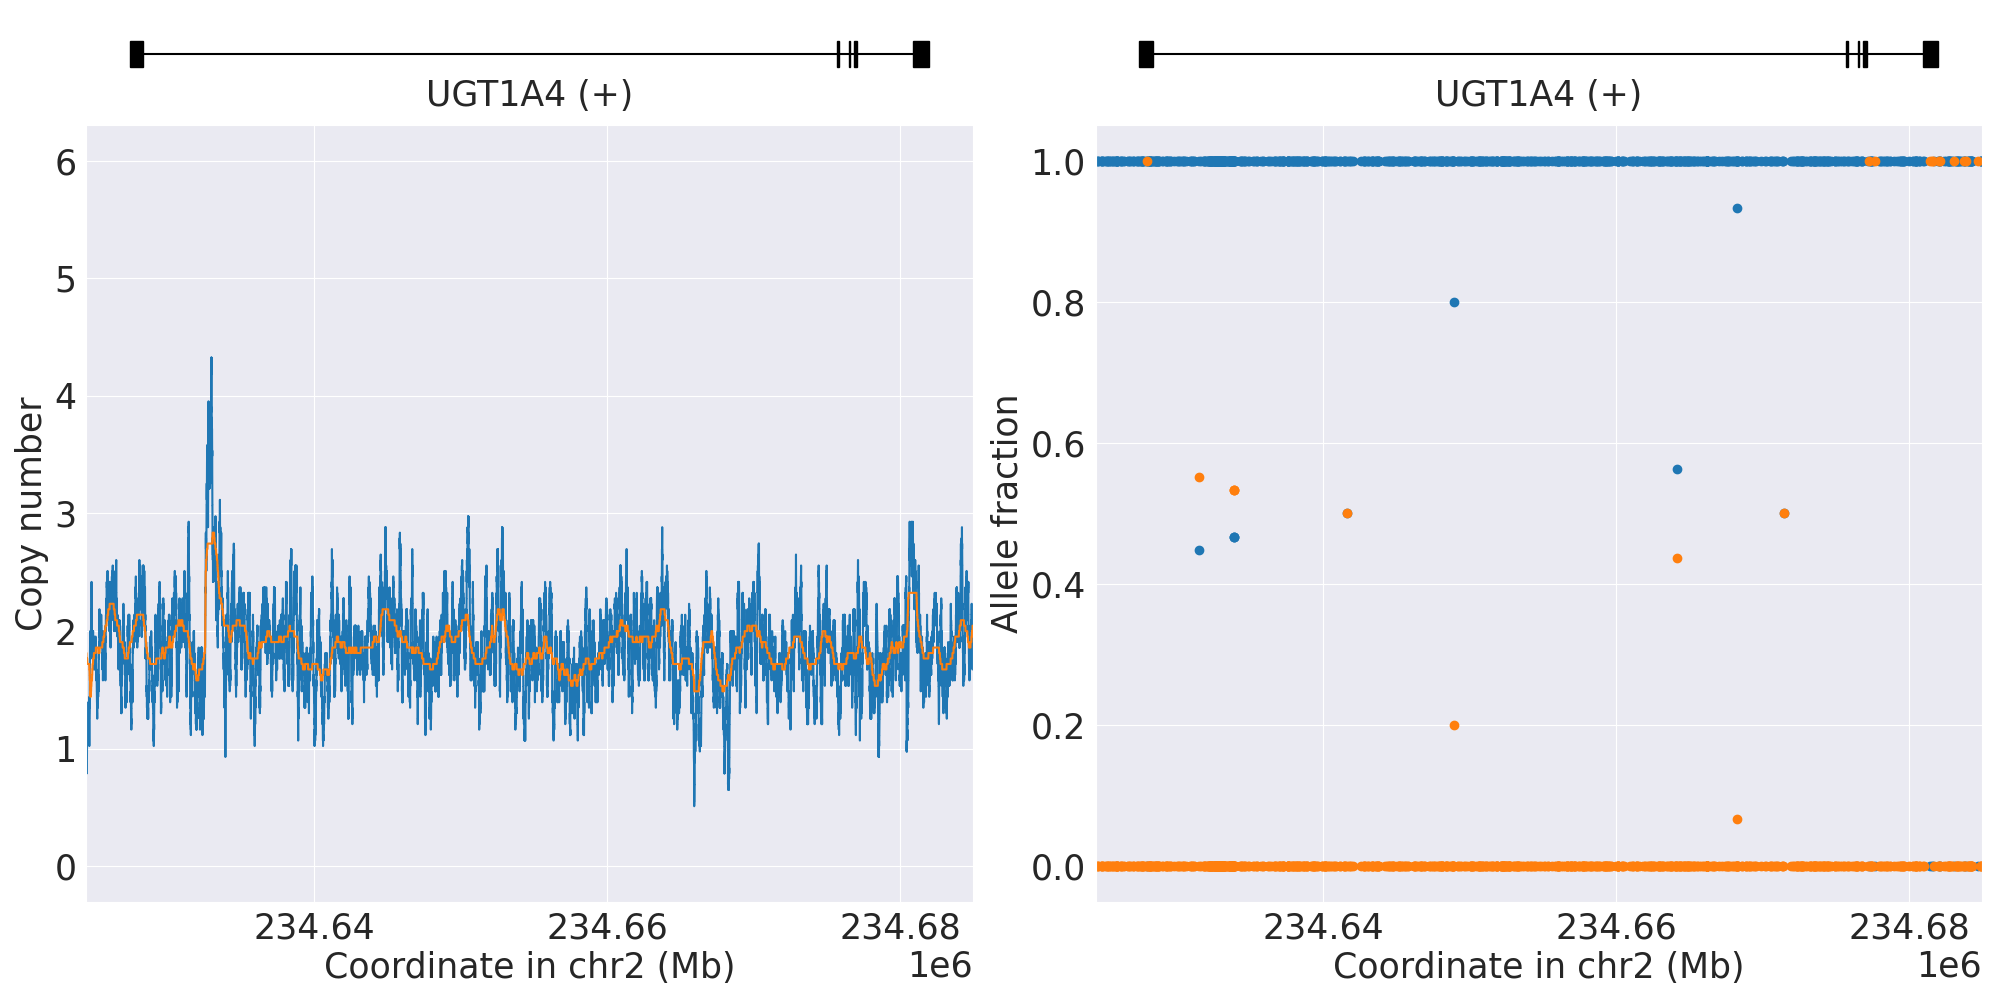 UGT1A4 (+)
6
5
4
3
2
1
0
Copy number
234.64
234.66
234.68
Coordinate in chr2 (Mb)
1e6
UGT1A4 (+)
1.0
0.8
0.6
0.4
0.2
0.0
Allele fraction
234.64
234.66
234.68
Coordinate in chr2 (Mb)
1e6